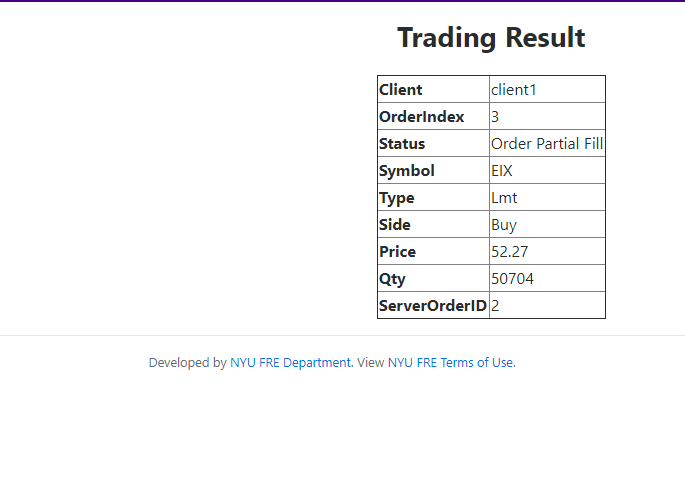 Trading Result
Client client1
OrderIndex 3
Status Order Partial Fill
Symbol EIX
Type Lmt
Side Buy
Price 52.27
Qty 50704
ServerOrderID 2
Developed by NYU FRE Department. View NYU FRE Terms of Use.